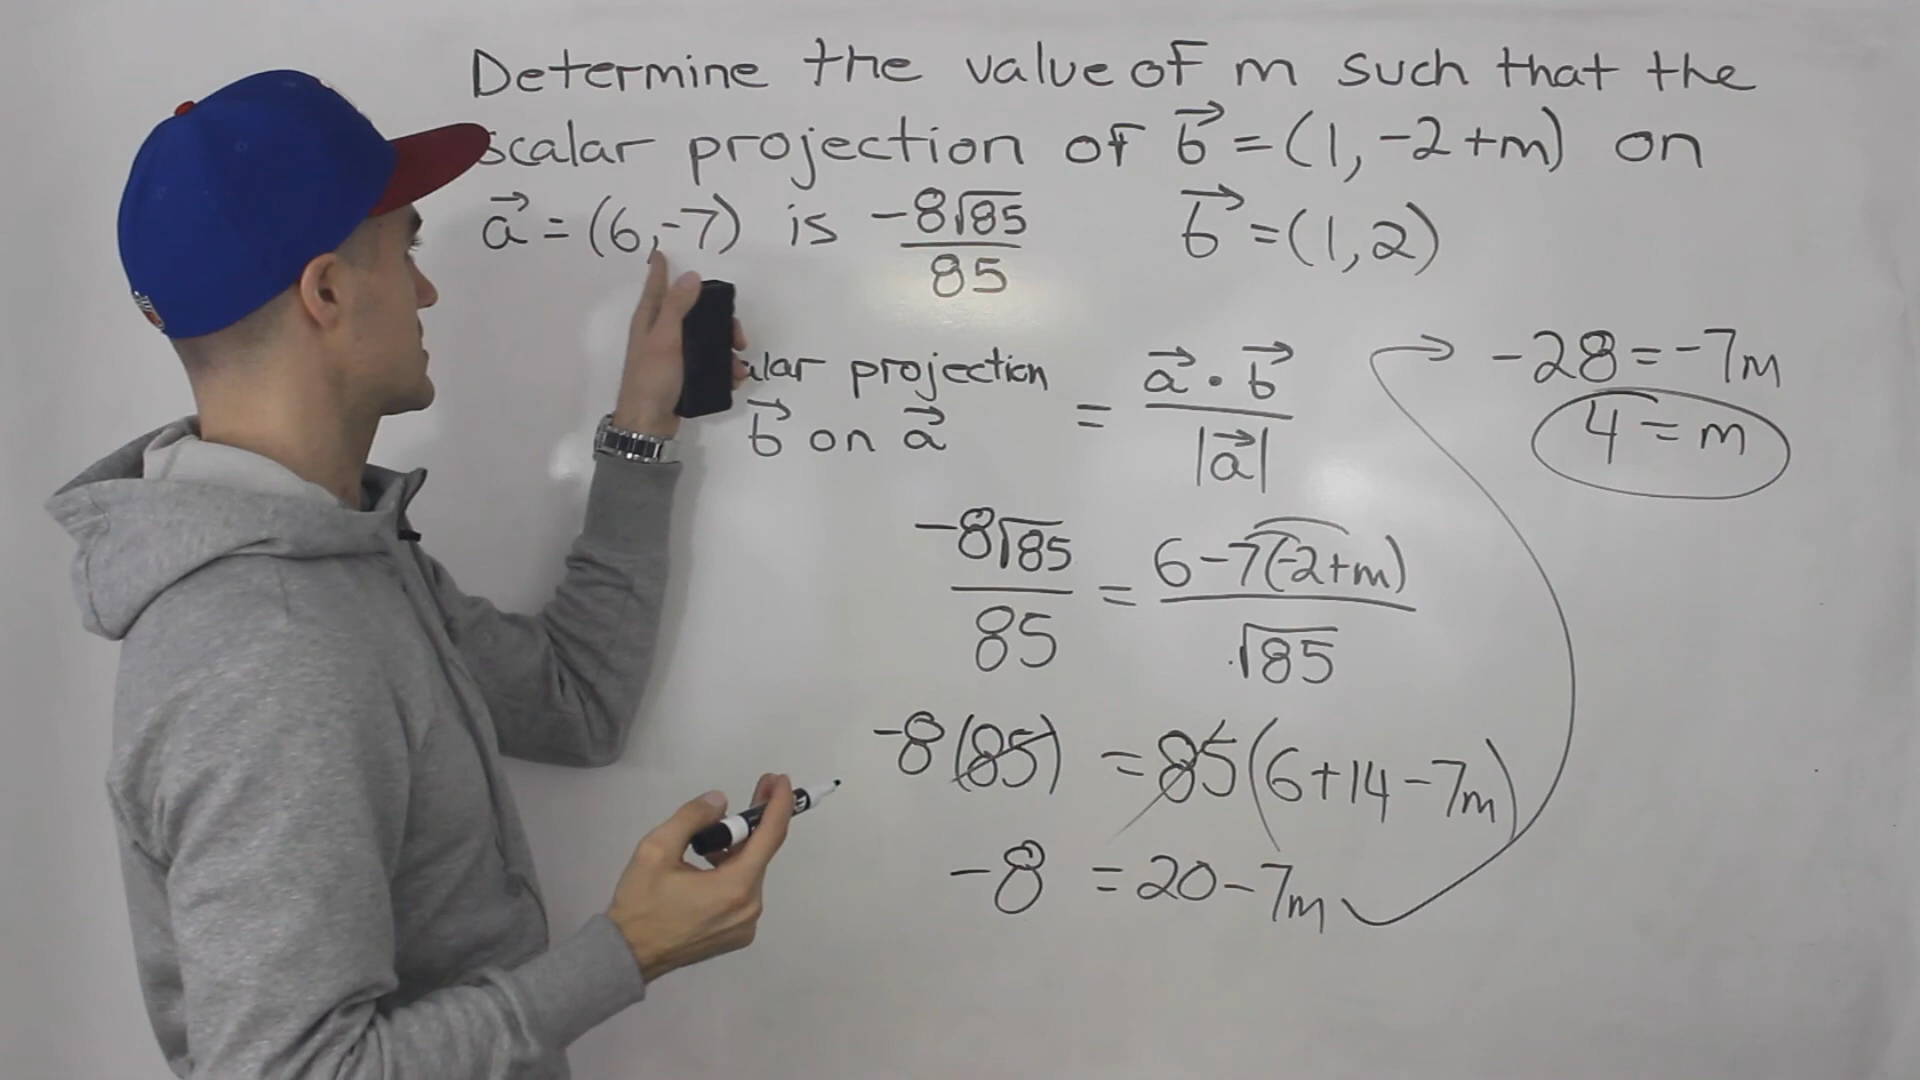 Determine the value of m such that the
scalar projection of b⃗ = (1, -2+m) on
a⃗ = (6,-7) is -8√85/85
b⃗ = (1,2)
projection b⃗ on a⃗ = a⃗ · b⃗ / |a⃗|
-8√85/85 = 6-7(-2+m)/√85
-8(85) = 85(6+14-7m)
-8 = 20-7m
→ -28 = -7m
4 = m